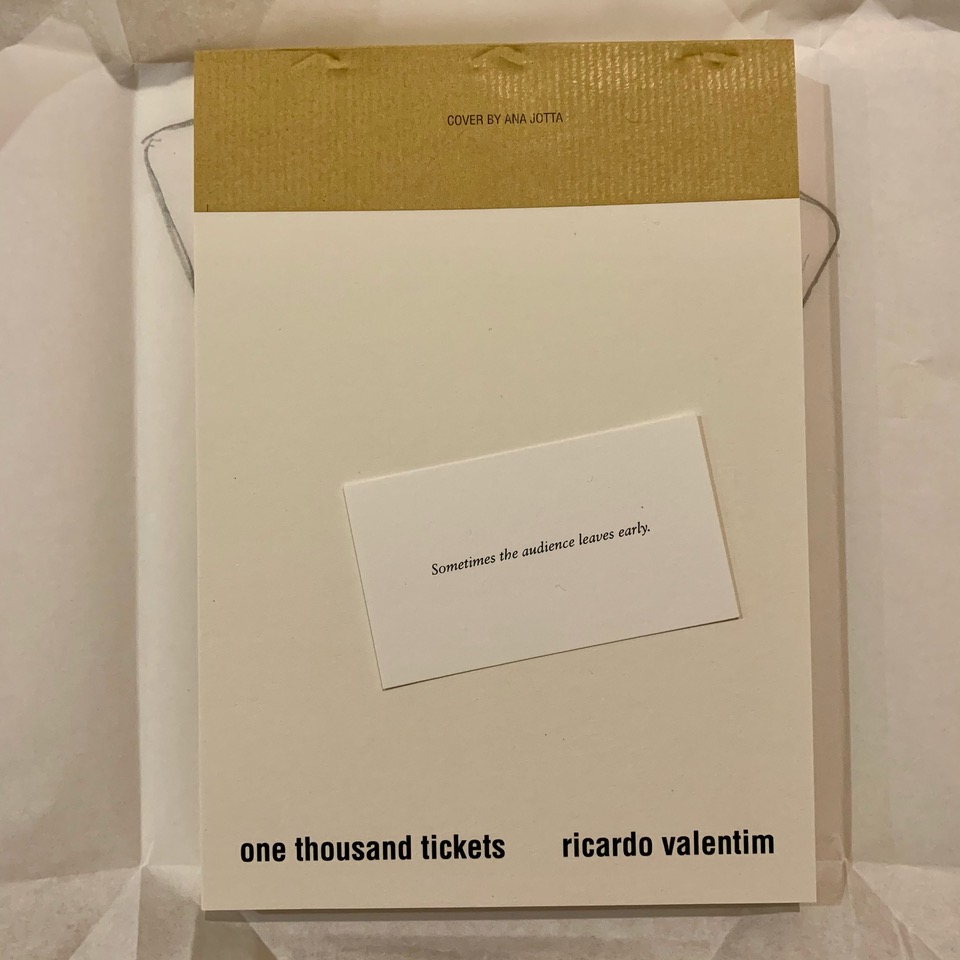 COVER BY ANA JOTTA
Sometimes the audience leaves early.
one thousand tickets ricardo valentim